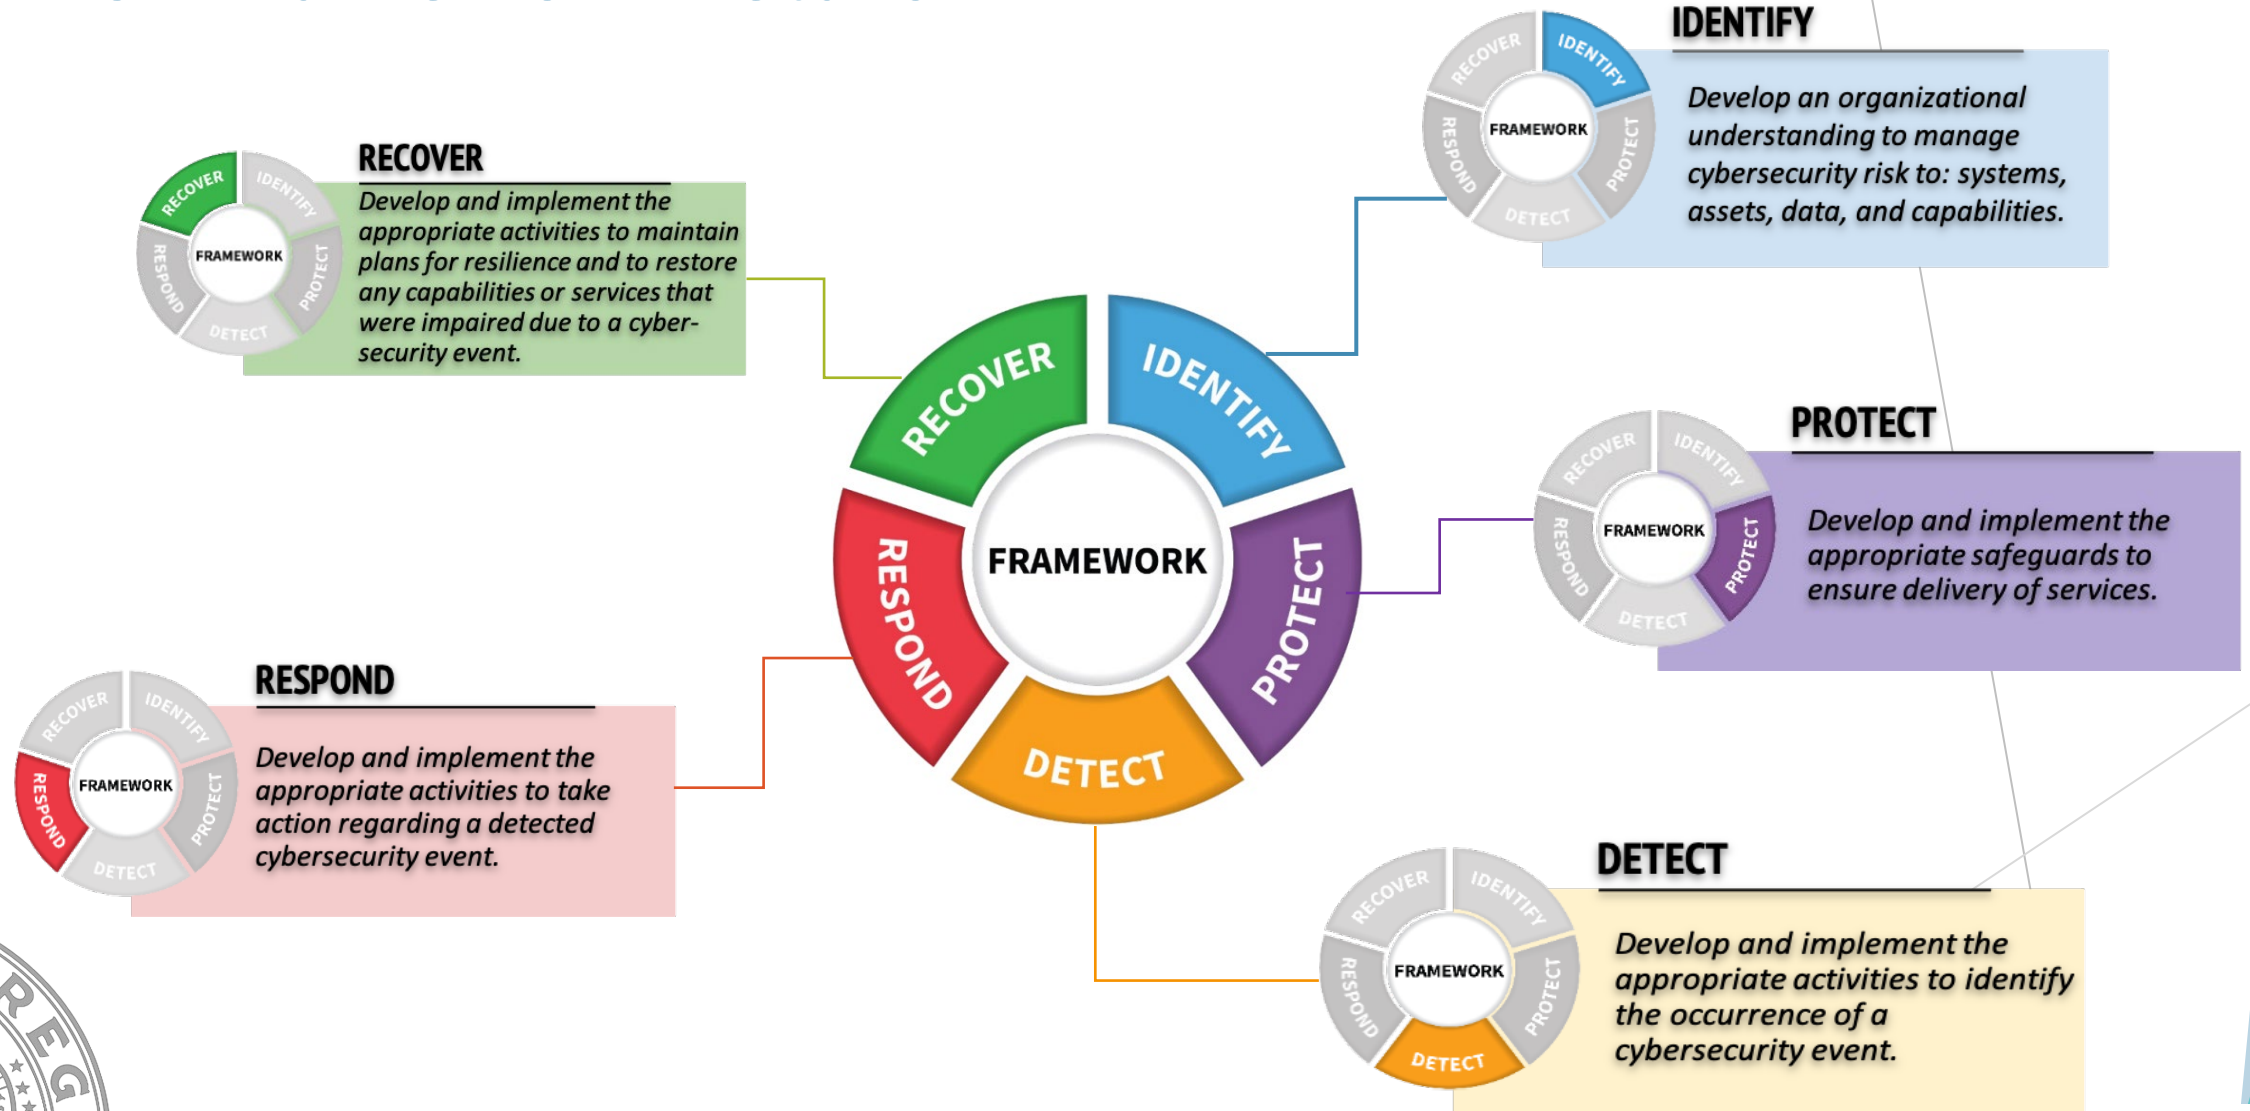 IDENTIFY
Develop an organizational
understanding to manage
cybersecurity risk to: systems,
assets, data, and capabilities.
RECOVER
IDENTIFY
PROTECT
DETECT
RESPOND
FRAMEWORK
RECOVER
Develop and implement the
appropriate activities to maintain
plans for resilience and to restore
any capabilities or services that
were impaired due to a cyber-
security event.
RECOVER
IDENTIFY
PROTECT
DETECT
RESPOND
FRAMEWORK
RECOVER
IDENTIFY
PROTECT
DETECT
RESPOND
FRAMEWORK
PROTECT
Develop and implement the
appropriate safeguards to
ensure delivery of services.
RECOVER
IDENTIFY
PROTECT
DETECT
RESPOND
FRAMEWORK
RESPOND
Develop and implement the
appropriate activities to take
action regarding a detected
cybersecurity event.
RECOVER
IDENTIFY
PROTECT
DETECT
RESPOND
FRAMEWORK
DETECT
Develop and implement the
appropriate activities to identify
the occurrence of a
cybersecurity event.
RECOVER
IDENTIFY
PROTECT
DETECT
RESPOND
FRAMEWORK
REG